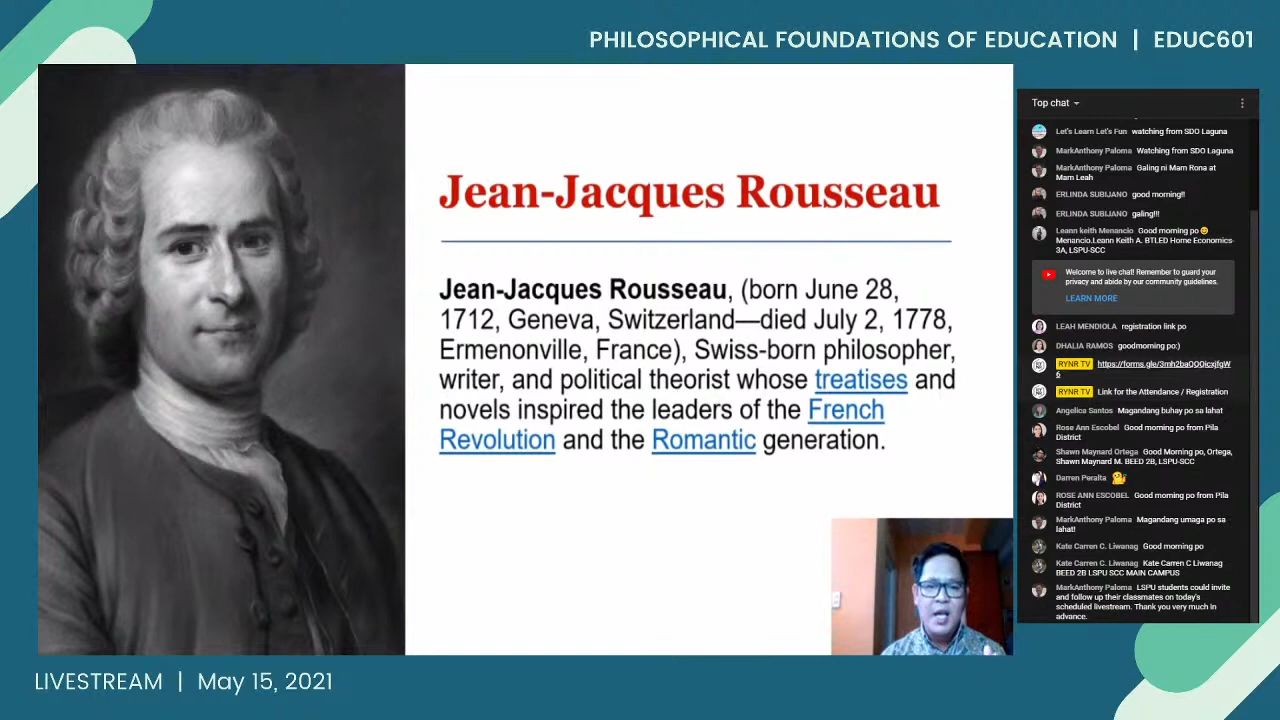 PHILOSOPHICAL FOUNDATIONS OF EDUCATION | EDUC601
Jean-Jacques Rousseau
Jean-Jacques Rousseau, (born June 28,
1712, Geneva, Switzerland—died July 2, 1778,
Ermenonville, France), Swiss-born philosopher,
writer, and political theorist whose treatises and
novels inspired the leaders of the French
Revolution and the Romantic generation.
Top chat
Let's Learn Let's Fun watching from SDO Laguna
MarkAnthony Paloma Watching from SDO Laguna
MarkAnthony Paloma Galing ni Mam Rona at
Mam Leah
ERLINDA SUBIJANO good morning!!
ERLINDA SUBIJANO galing!!!
Leann keith Menancio Good morning po😊
Menancio.Leann Keith A. BTLED Home Economics-
3A, LSPU-SCC
Welcome to live chat! Remember to guard your
privacy and abide by our community guidelines.
LEARN MORE
LEAH MENDIOLA registration link po
DHALIA RAMOS goodmorning po:)
RYNR TV
RYNR TV Link for the Attendance / Registration
Angelica Santos Magandang buhay po sa lahat
Rose Ann Escobel Good morning po from Pila
District
Shawn Maynard Ortega Good Morning po, Ortega,
Shawn Maynard M. BEED 2B, LSPU-SCC
Darren Peralta
ROSE ANN ESCOBEL Good morning po from Pila
District
MarkAnthony Paloma Magandang umaga po sa
lahat!
Kate Carren C. Liwanag Good morning po
Kate Carren C. Liwanag Kate Carren C Liwanag
BEED 2B LSPU SCC MAIN CAMPUS
MarkAnthony Paloma LSPU students could invite
and follow up their classmates on today's
scheduled livestream. Thank you very much in
advance.
LIVESTREAM | May 15, 2021